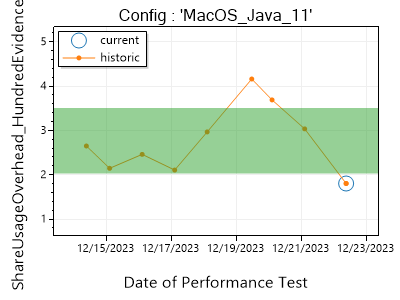 Config : 'MacOS_Java_11'
ShareUsageOverhead_HundredEvidence
current
historic
5
4
3
2
1
12/15/2023
12/17/2023
12/19/2023
12/21/2023
12/23/2023
Date of Performance Test